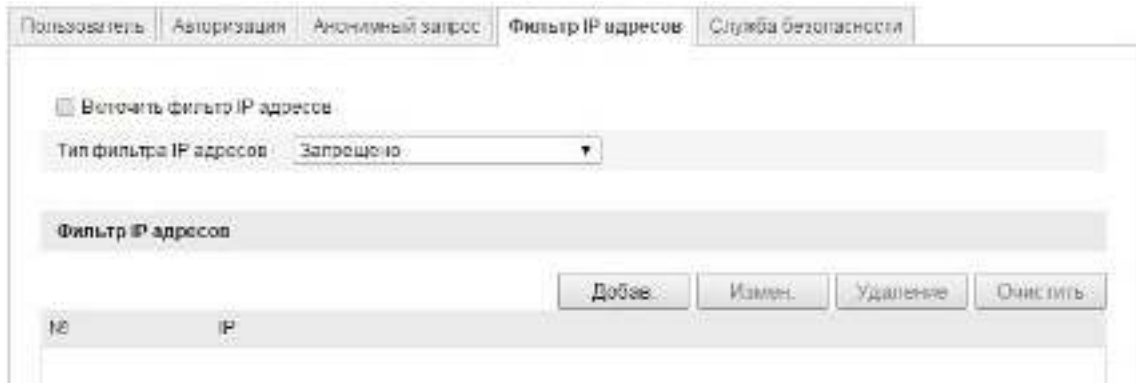 Пользователь Авторизация Анонимный запрос Фильтр IP адресов Служба безопасности
Включить фильтр IP адресов
Тип фильтра IP адресов Запрещено
Фильтр IP адресов
Добав. Измен. Удаление Очистить
№ IP